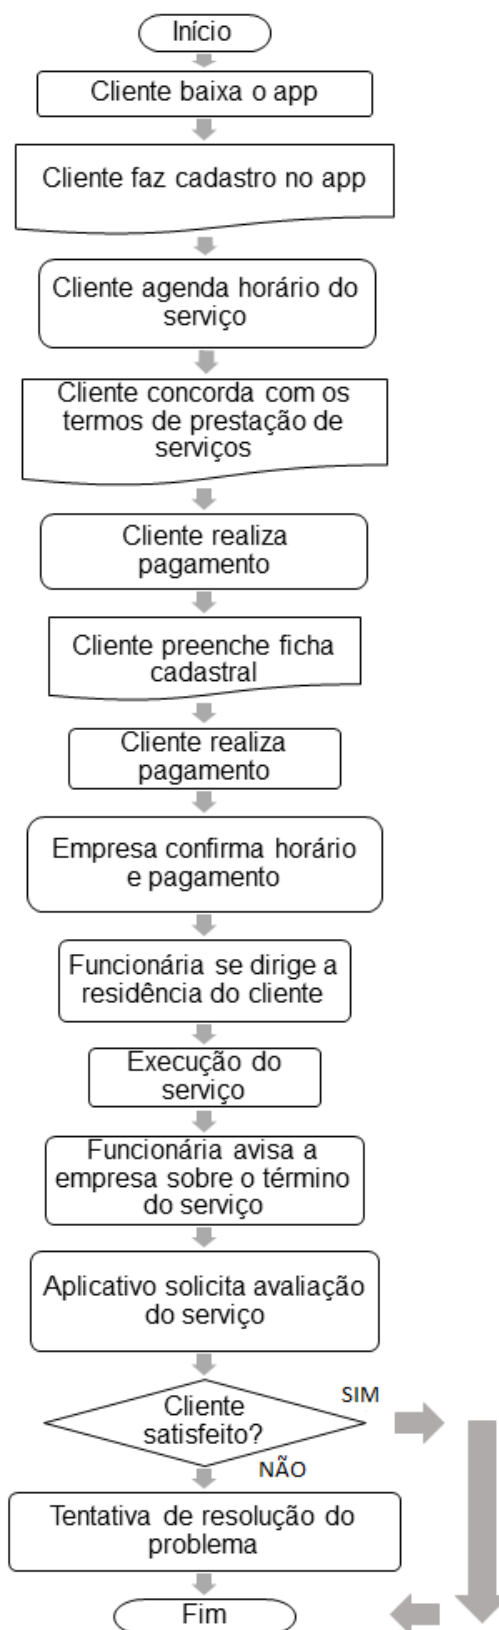 Início
Cliente baixa o app
Cliente faz cadastro no app
Cliente agenda horário do
serviço
Cliente concorda com os
termos de prestação de
serviços
Cliente realiza
pagamento
Cliente preenche ficha
cadastral
Cliente realiza
pagamento
Empresa confirma horário
e pagamento
Funcionária se dirige a
residência do cliente
Execução do
serviço
Funcionária avisa a
empresa sobre o término
do serviço
Aplicativo solicita avaliação
do serviço
Cliente
satisfeito?
SIM
NÃO
Tentativa de resolução do
problema
Fim